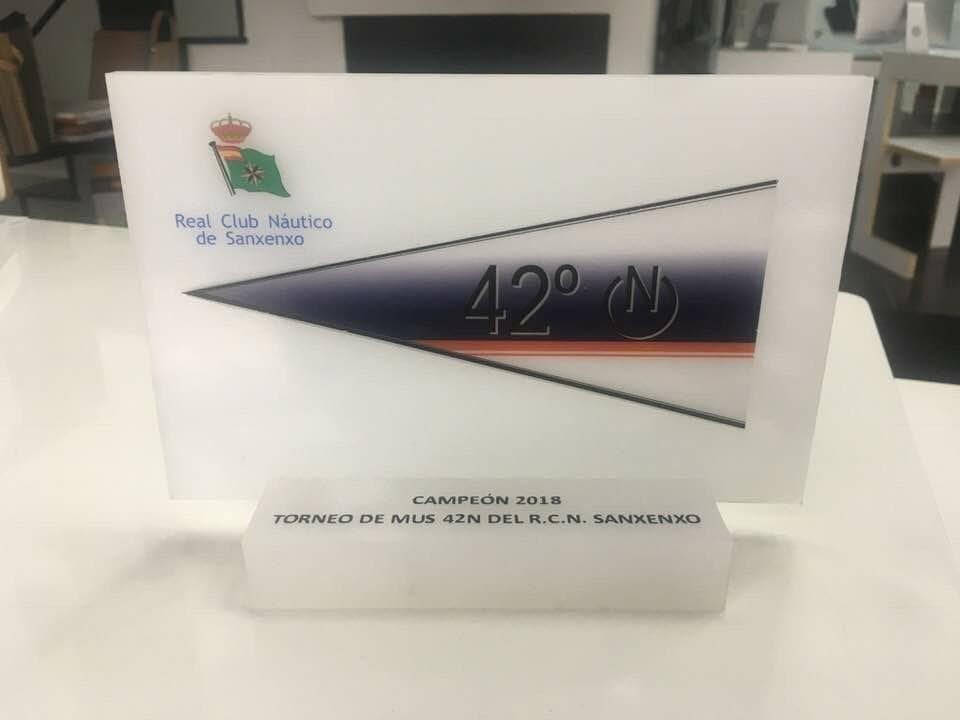 Real Club Náutico
de Sanxenxo
42º N
CAMPEÓN 2018
TORNEO DE MUS 42N DEL R.C.N. SANXENXO